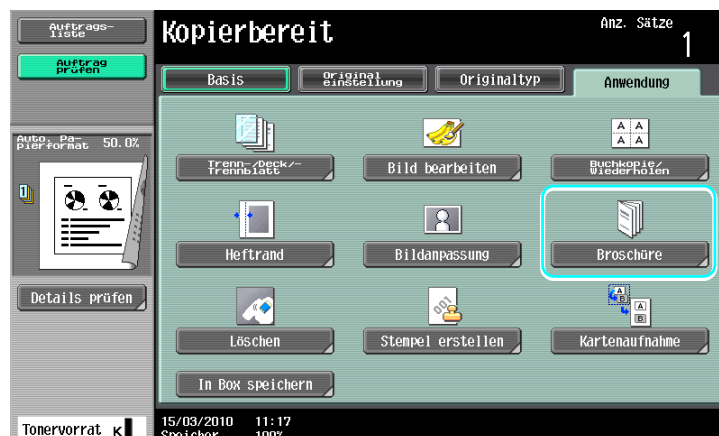 Auftrags-
liste
Kopierbereit
Anz. Sätze
1
Auftrag
prüfen
Basis
Original
einstellung
Originaltyp
Anwendung
Auto. Pa-
pierformat
50.0%
Trenn-/Deck/-
Trennblatt
Bild bearbeiten
Buchkopie/
Wiederholen
Heftrand
Bildanpassung
Broschüre
Details prüfen
Löschen
Stempel erstellen
Kartenaufnahme
In Box speichern
Tonervorrat K
15/03/2010 11:17
Speicher 100%